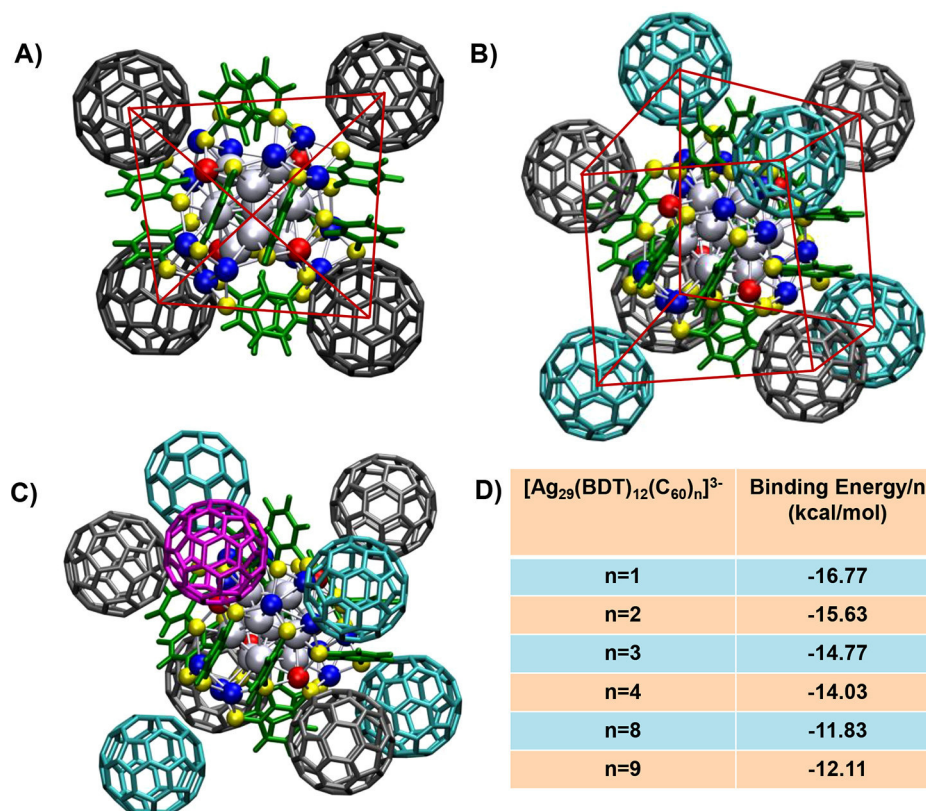 A)
B)
C)
D)
[Ag₂₉(BDT)₁₂(C₆₀)ₙ]³⁻ Binding Energy/n
(kcal/mol)
n=1 -16.77
n=2 -15.63
n=3 -14.77
n=4 -14.03
n=8 -11.83
n=9 -12.11